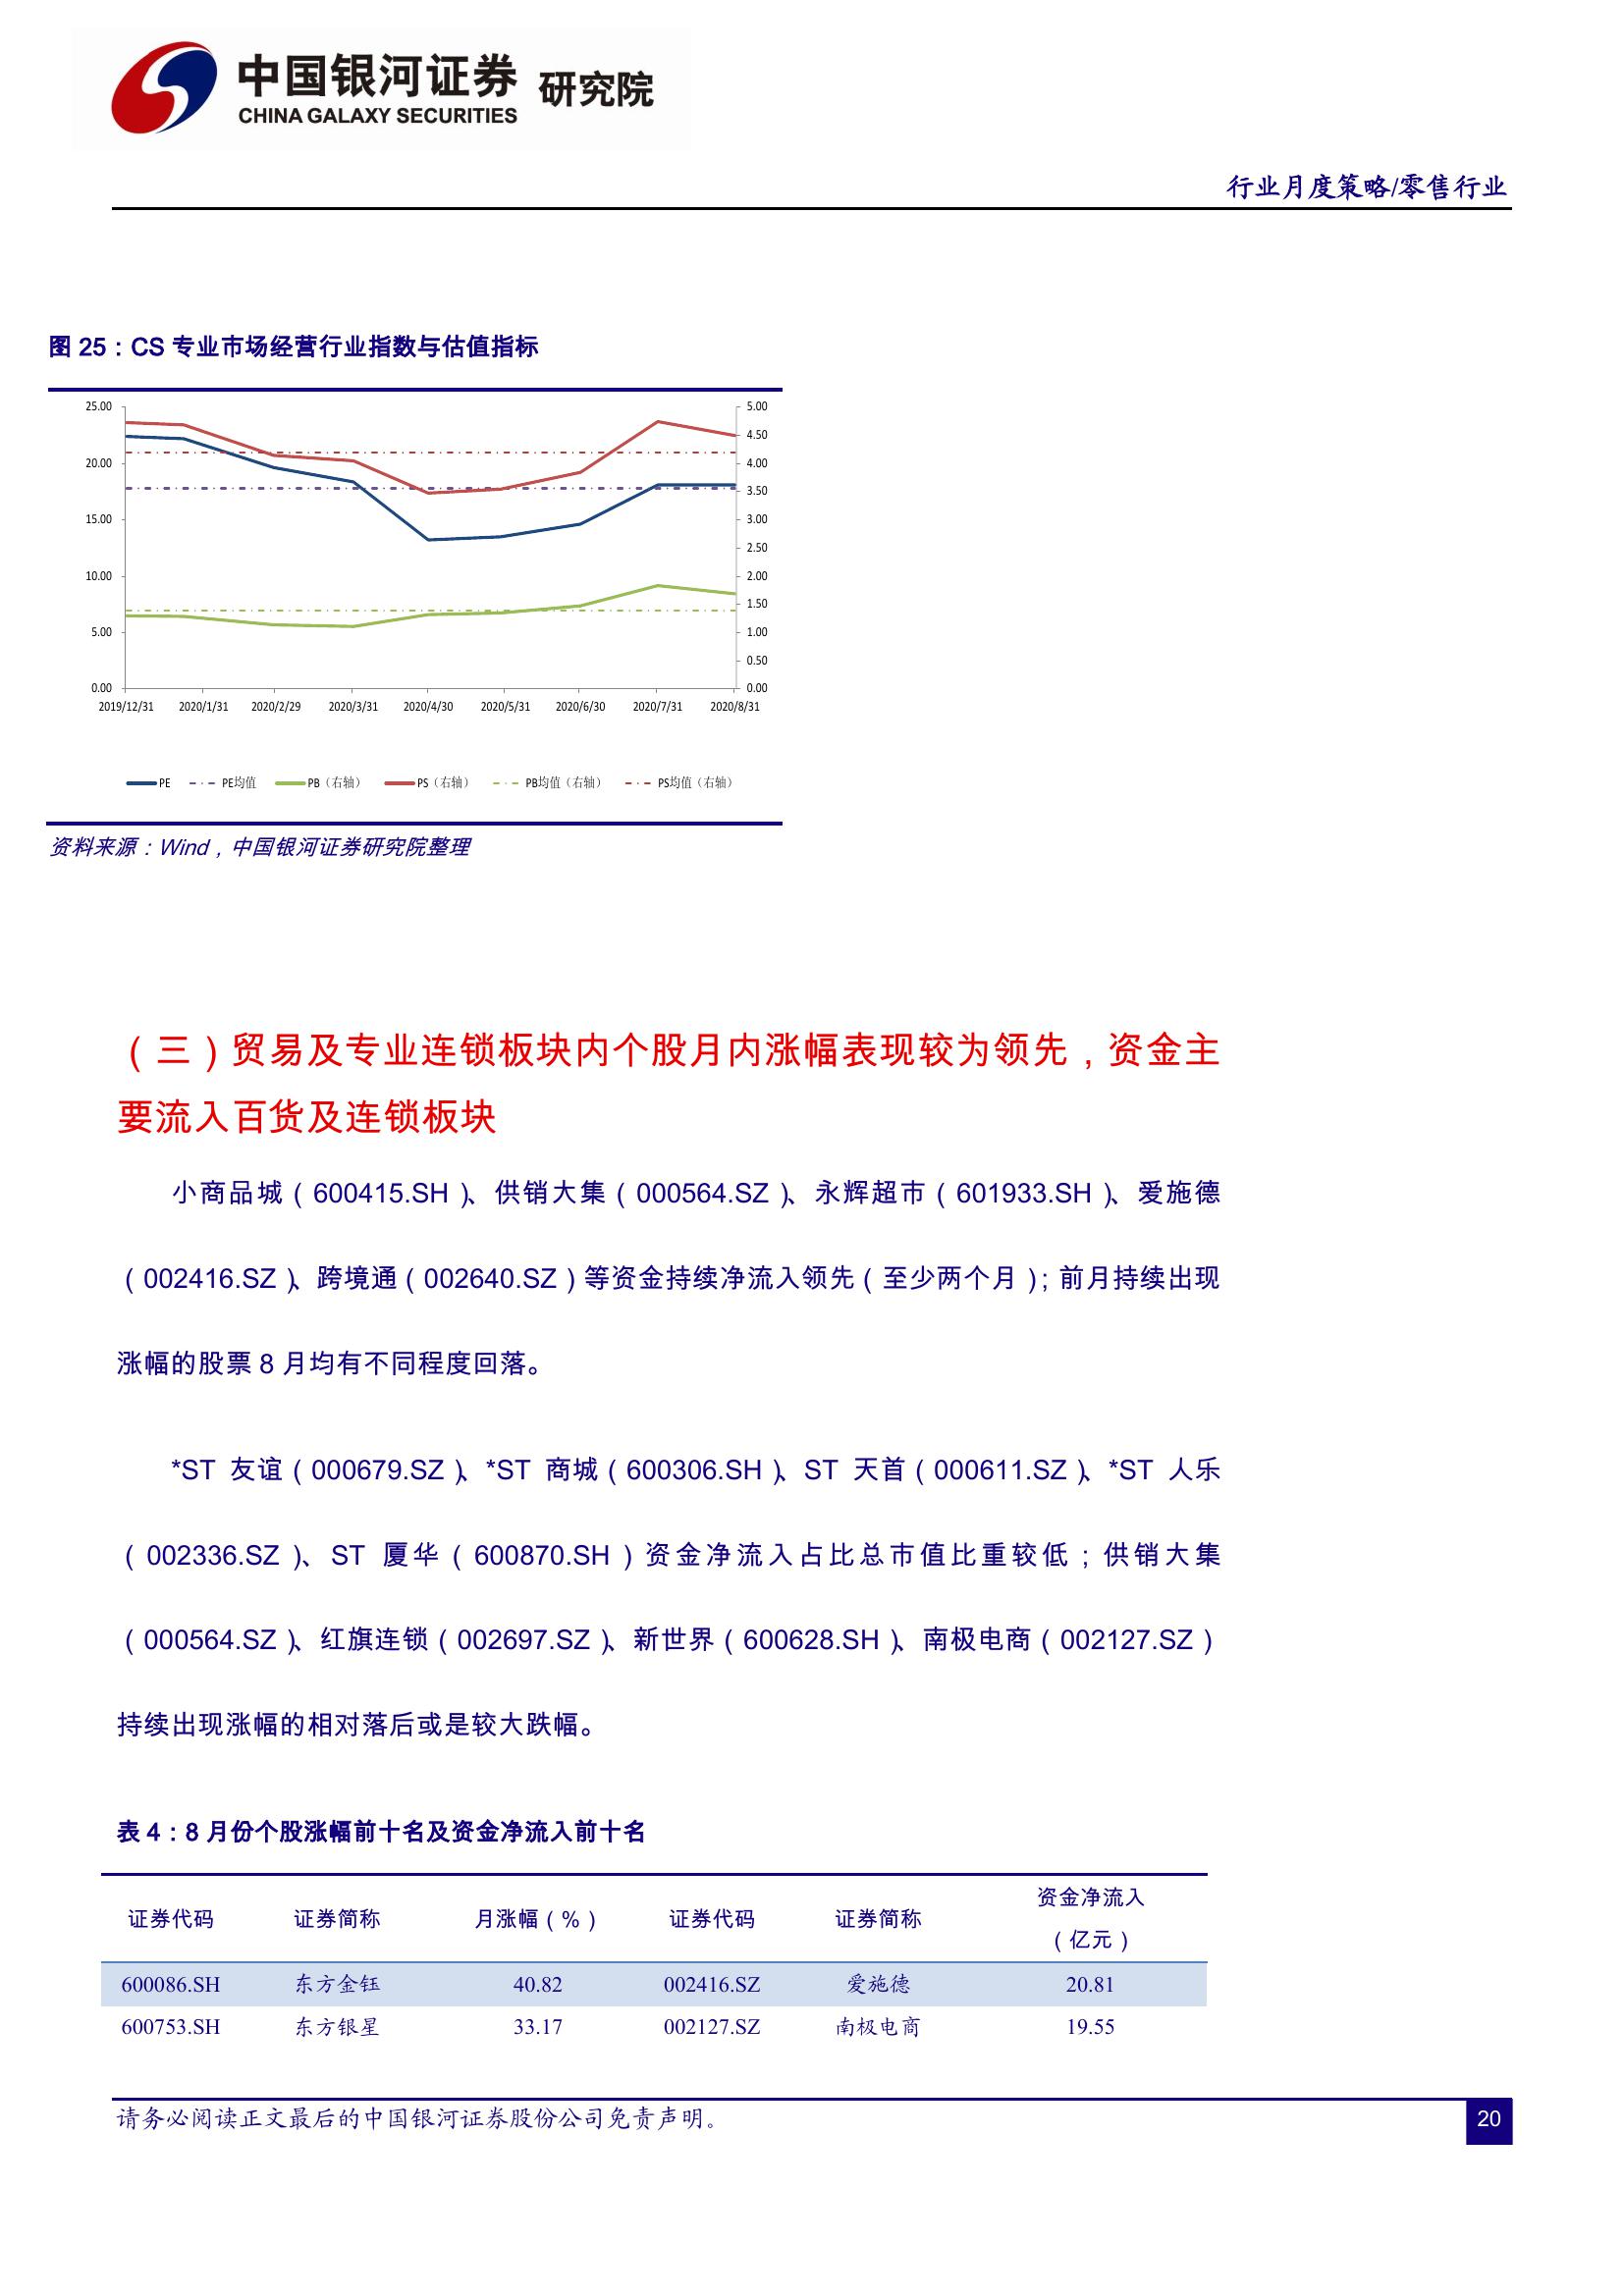 中国银河证券 研究院
CHINA GALAXY SECURITIES
行业月度策略/零售行业
图 25：CS 专业市场经营行业指数与估值指标
25.00
20.00
15.00
10.00
5.00
0.00
5.00
4.50
4.00
3.50
3.00
2.50
2.00
1.50
1.00
0.50
0.00
2019/12/31 2020/1/31 2020/2/29 2020/3/31 2020/4/30 2020/5/31 2020/6/30 2020/7/31 2020/8/31
PE PE均值 PB（右轴） PS（右轴） PB均值（右轴） PS均值（右轴）
资料来源：Wind，中国银河证券研究院整理
（三）贸易及专业连锁板块内个股月内涨幅表现较为领先，资金主
要流入百货及连锁板块
小商品城（600415.SH）、供销大集（000564.SZ）、永辉超市（601933.SH）、爱施德
（002416.SZ）、跨境通（002640.SZ）等资金持续净流入领先（至少两个月）；前月持续出现
涨幅的股票 8 月均有不同程度回落。
*ST 友谊（000679.SZ）、*ST 商城（600306.SH）、ST 天首（000611.SZ）、*ST 人乐
（002336.SZ）、ST 厦华（600870.SH）资金净流入占比总市值比重较低；供销大集
（000564.SZ）、红旗连锁（002697.SZ）、新世界（600628.SH）、南极电商（002127.SZ）
持续出现涨幅的相对落后或是较大跌幅。
表 4：8 月份个股涨幅前十名及资金净流入前十名
证券代码 证券简称 月涨幅（%） 证券代码 证券简称 资金净流入
（亿元）
600086.SH 东方金钰 40.82 002416.SZ 爱施德 20.81
600753.SH 东方银星 33.17 002127.SZ 南极电商 19.55
请务必阅读正文最后的中国银河证券股份公司免责声明。
20